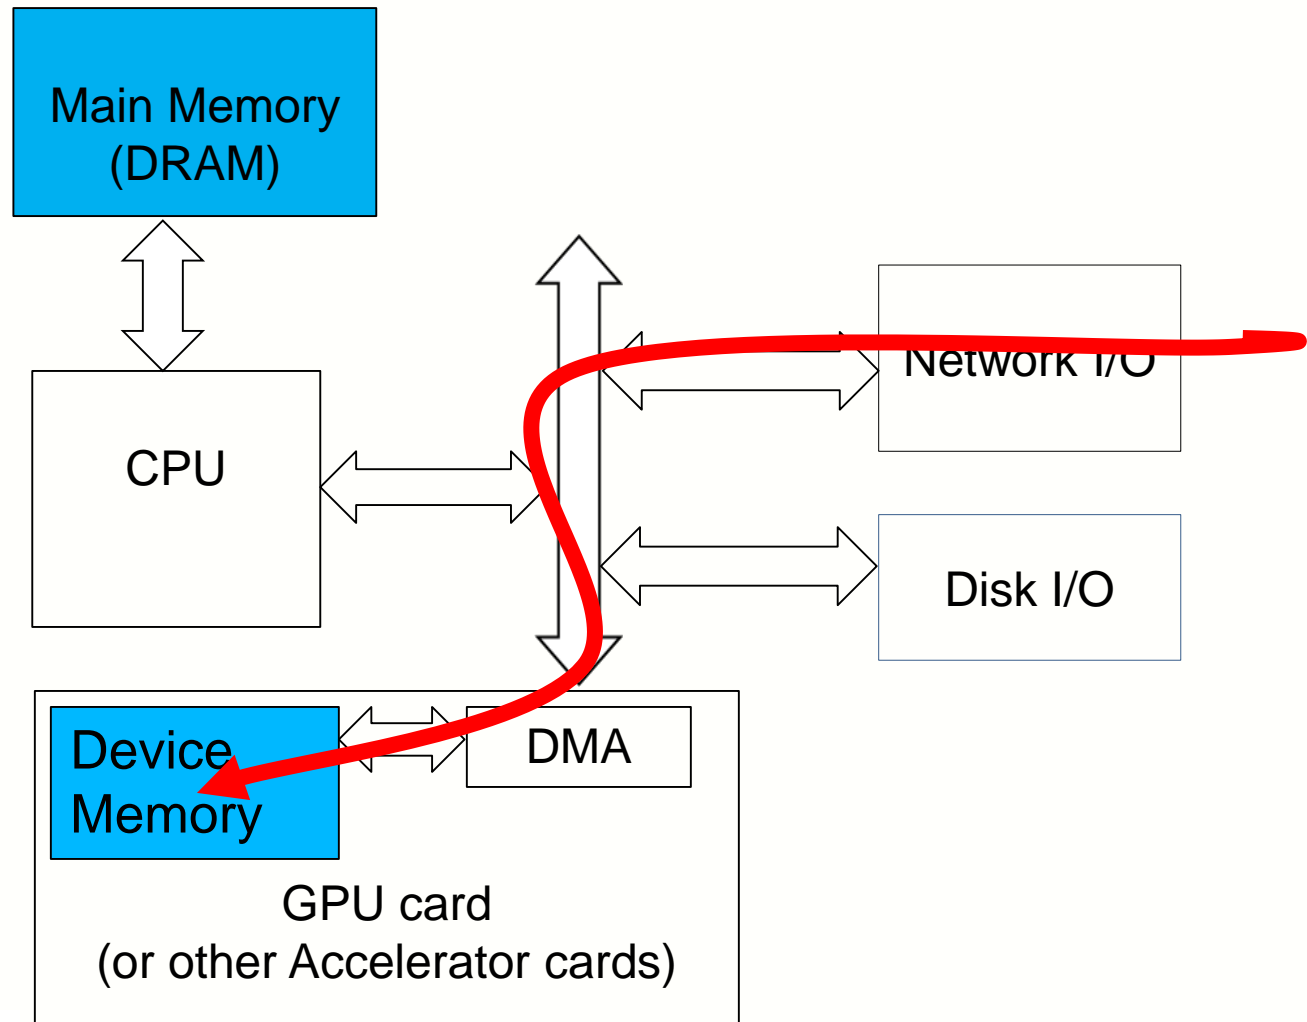 Main Memory
(DRAM)
CPU
Network I/O
Disk I/O
Device
Memory
DMA
GPU card
(or other Accelerator cards)